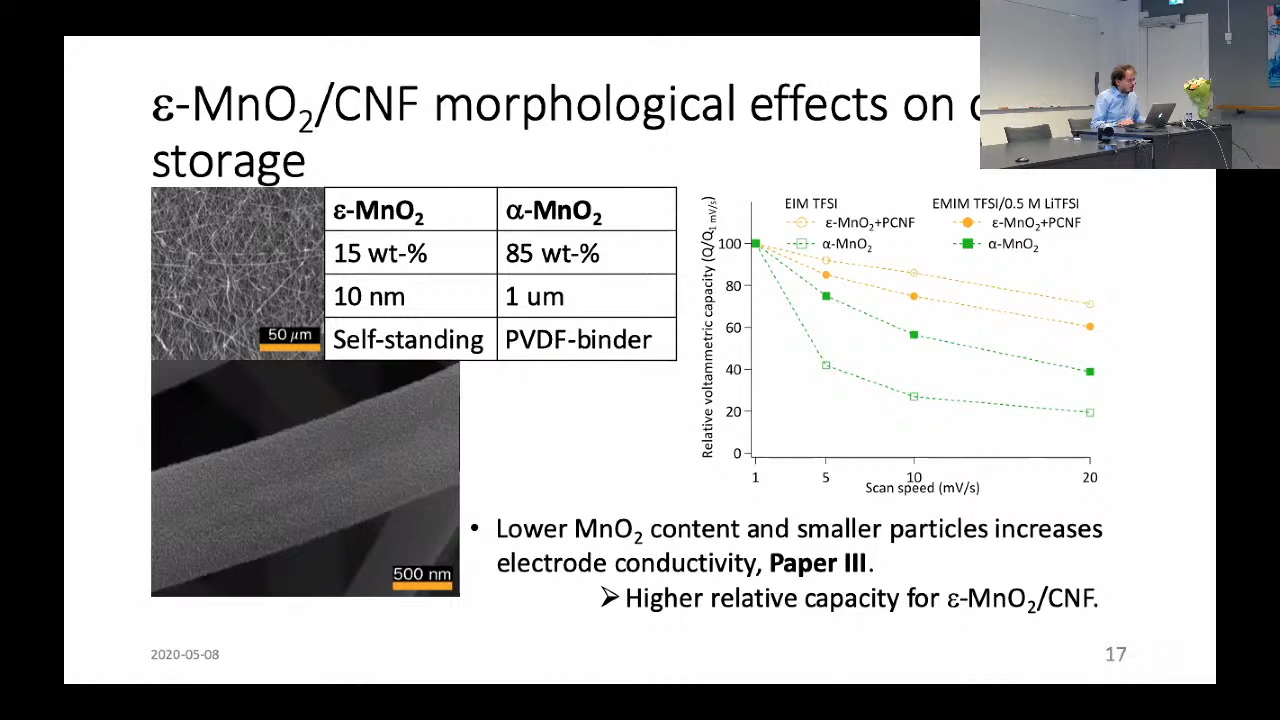 ε-MnO₂/CNF morphological effects on
storage
50 μm
ε-MnO₂ α-MnO₂
15 wt-% 85 wt-%
10 nm 1 um
Self-standing PVDF-binder
500 nm
EIM TFSI EMIM TFSI/0.5 M LiTFSI
ε-MnO₂+PCNF ε-MnO₂+PCNF
α-MnO₂ α-MnO₂
Relative voltammetric capacity (Q/Q₁ mV/s)
100
80
60
40
20
0
1 5 10 20
Scan speed (mV/s)
• Lower MnO₂ content and smaller particles increases
electrode conductivity, Paper III.
➢ Higher relative capacity for ε-MnO₂/CNF.
2020-05-08
17